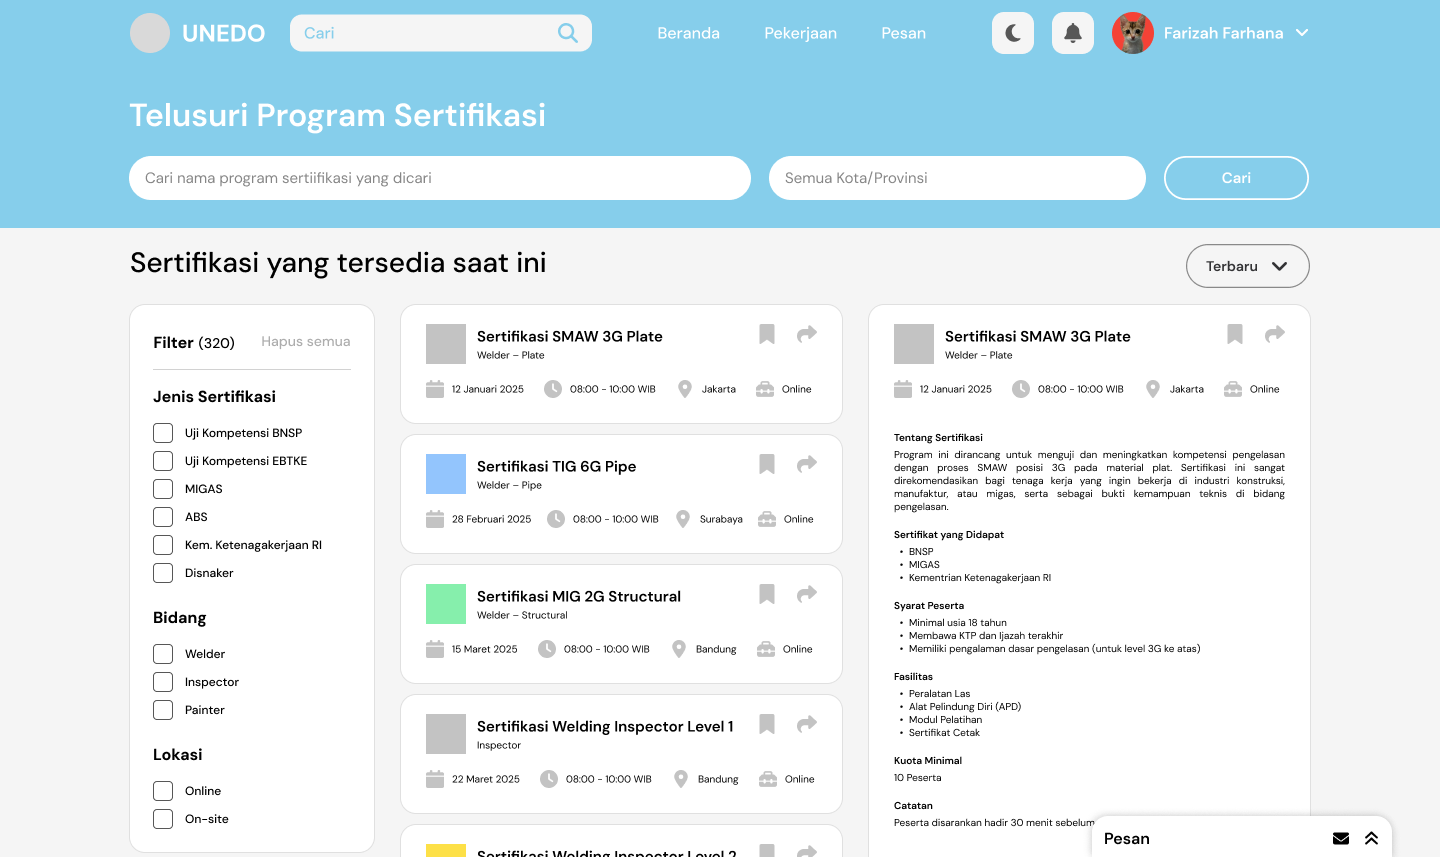 UNEDO
Cari
Beranda
Pekerjaan
Pesan
Farizah Farhana
Telusuri Program Sertifikasi
Cari nama program sertiifikasi yang dicari
Semua Kota/Provinsi
Cari
Sertifikasi yang tersedia saat ini
Terbaru
Filter (320)
Hapus semua
Jenis Sertifikasi
Uji Kompetensi BNSP
Uji Kompetensi EBTKE
MIGAS
ABS
Kem. Ketenagakerjaan RI
Disnaker
Bidang
Welder
Inspector
Painter
Lokasi
Online
On-site
Sertifikasi SMAW 3G Plate
Welder – Plate
12 Januari 2025
08:00 - 10:00 WIB
Jakarta
Online
Sertifikasi TIG 6G Pipe
Welder – Pipe
28 Februari 2025
08:00 - 10:00 WIB
Surabaya
Online
Sertifikasi MIG 2G Structural
Welder – Structural
15 Maret 2025
08:00 - 10:00 WIB
Bandung
Online
Sertifikasi Welding Inspector Level 1
Inspector
22 Maret 2025
08:00 - 10:00 WIB
Bandung
Online
Sertifikasi Welding Inspector Level 2
Sertifikasi SMAW 3G Plate
Welder – Plate
12 Januari 2025
08:00 - 10:00 WIB
Jakarta
Online
Tentang Sertifikasi
Program ini dirancang untuk menguji dan meningkatkan kompetensi pengelasan
dengan proses SMAW posisi 3G pada material plat. Sertifikasi ini sangat
direkomendasikan bagi tenaga kerja yang ingin bekerja di industri konstruksi,
manufaktur, atau migas, serta sebagai bukti kemampuan teknis di bidang
pengelasan.
Sertifikat yang Didapat
• BNSP
• MIGAS
• Kementrian Ketenagakerjaan RI
Syarat Peserta
• Minimal usia 18 tahun
• Membawa KTP dan Ijazah terakhir
• Memiliki pengalaman dasar pengelasan (untuk level 3G ke atas)
Fasilitas
• Peralatan Las
• Alat Pelindung Diri (APD)
• Modul Pelatihan
• Sertifikat Cetak
Kuota Minimal
10 Peserta
Catatan
Peserta disarankan hadir 30 menit sebelum
Pesan